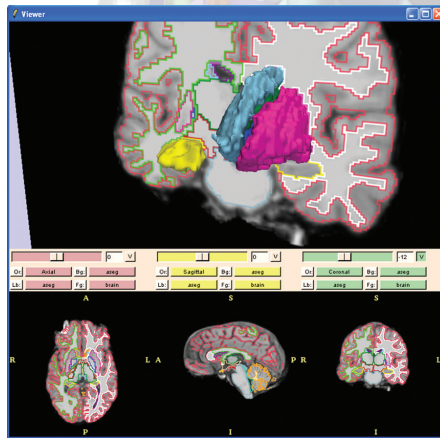 Viewer
0 V 0 V -12 V
Or: Axial Bg: aseg Or: Sagittal Bg: aseg Or: Coronal Bg: aseg
Lb: aseg Fg: brain Lb: aseg Fg: brain Lb: aseg Fg: brain
A S S
R L A P R L
P I I